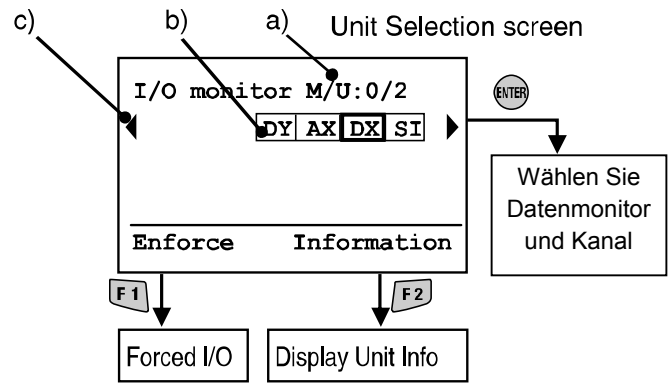 c)
b)
a)
Unit Selection screen
I/O monitor M/U:0/2
DY AX DX SI
ENTER
Wählen Sie
Datenmonitor
und Kanal
Enforce Information
F1
F2
Forced I/O
Display Unit Info